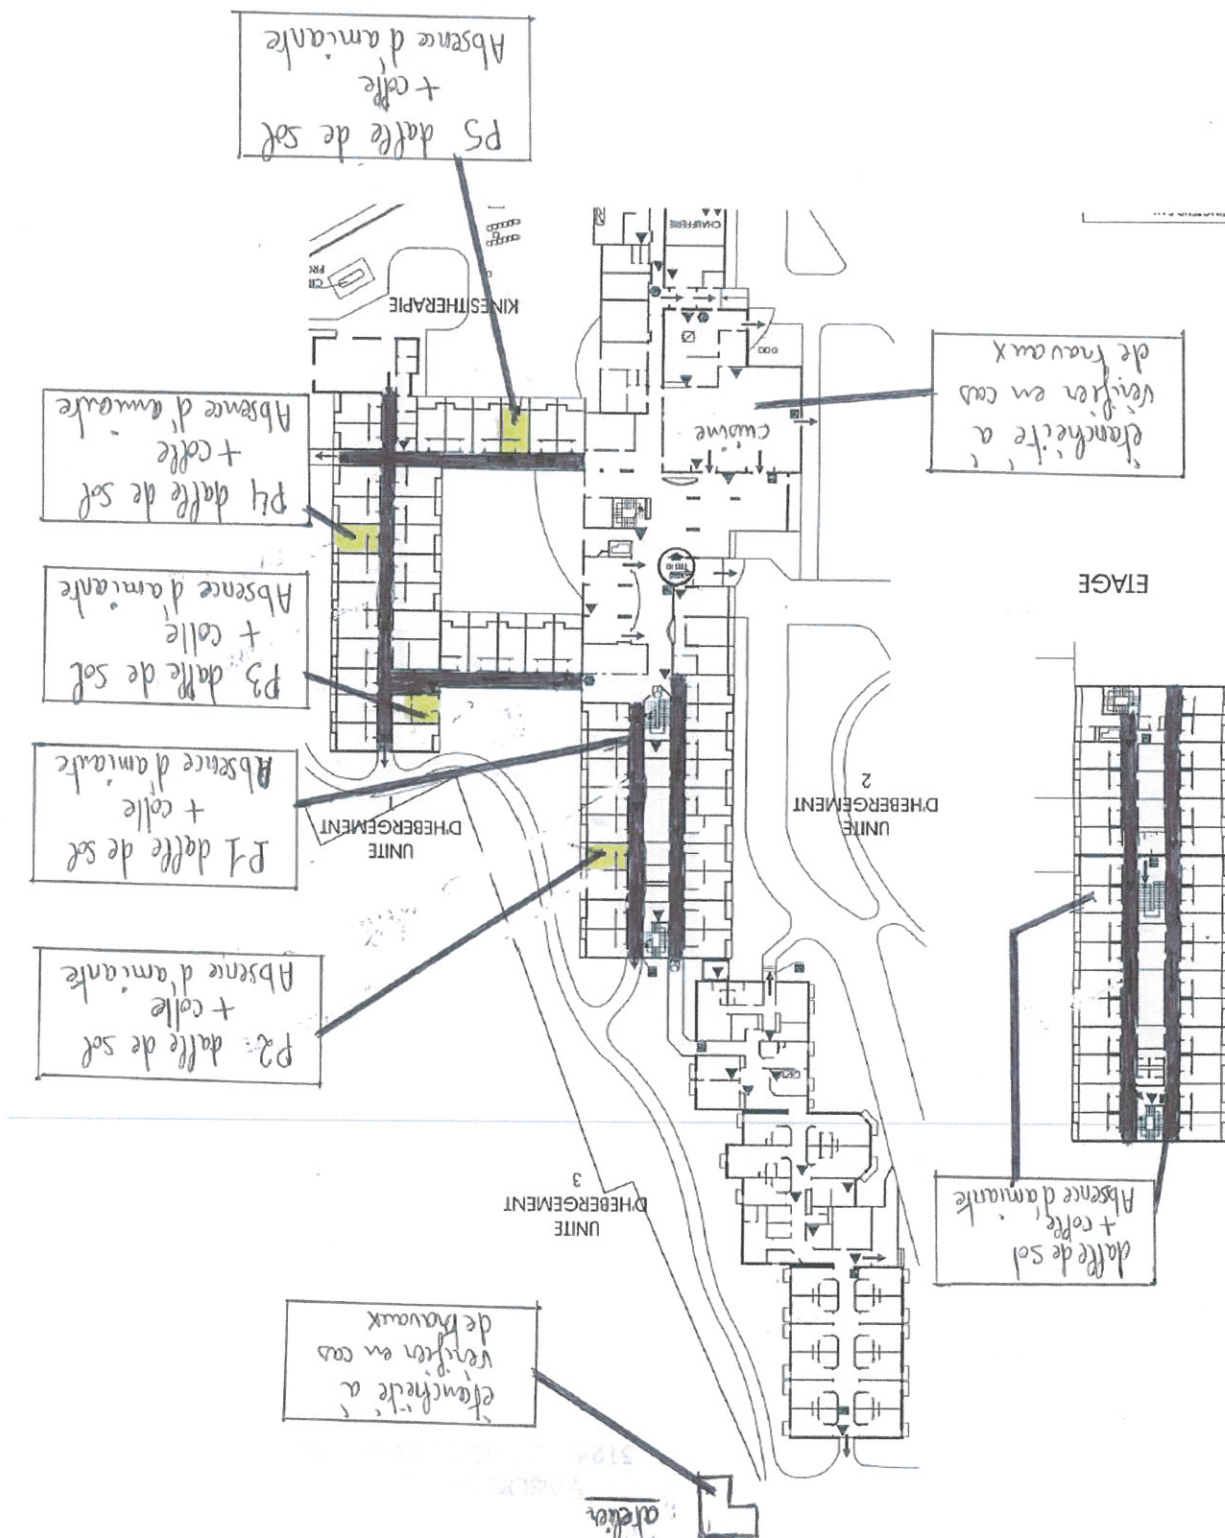 atelier
étancheité à
vérifier en cas
de travaux
dalle de sol
+ colle
Absence d'amiante
UNITE
D'HEBERGEMENT
3
P2 dalle de sol
+ colle
Absence d'amiante
P1 dalle de sol
+ colle
Absence d'amiante
UNITE
D'HEBERGEMENT
1
UNITE
D'HEBERGEMENT
2
P3 dalle de sol
+ colle
Absence d'amiante
ETAGE
P4 dalle de sol
+ colle
Absence d'amiante
cuisine
étancheité à
vérifier en cas
de travaux
KINESITHERAPIE
CHAUFFERIE
P5 dalle de sol
+ colle
Absence d'amiante